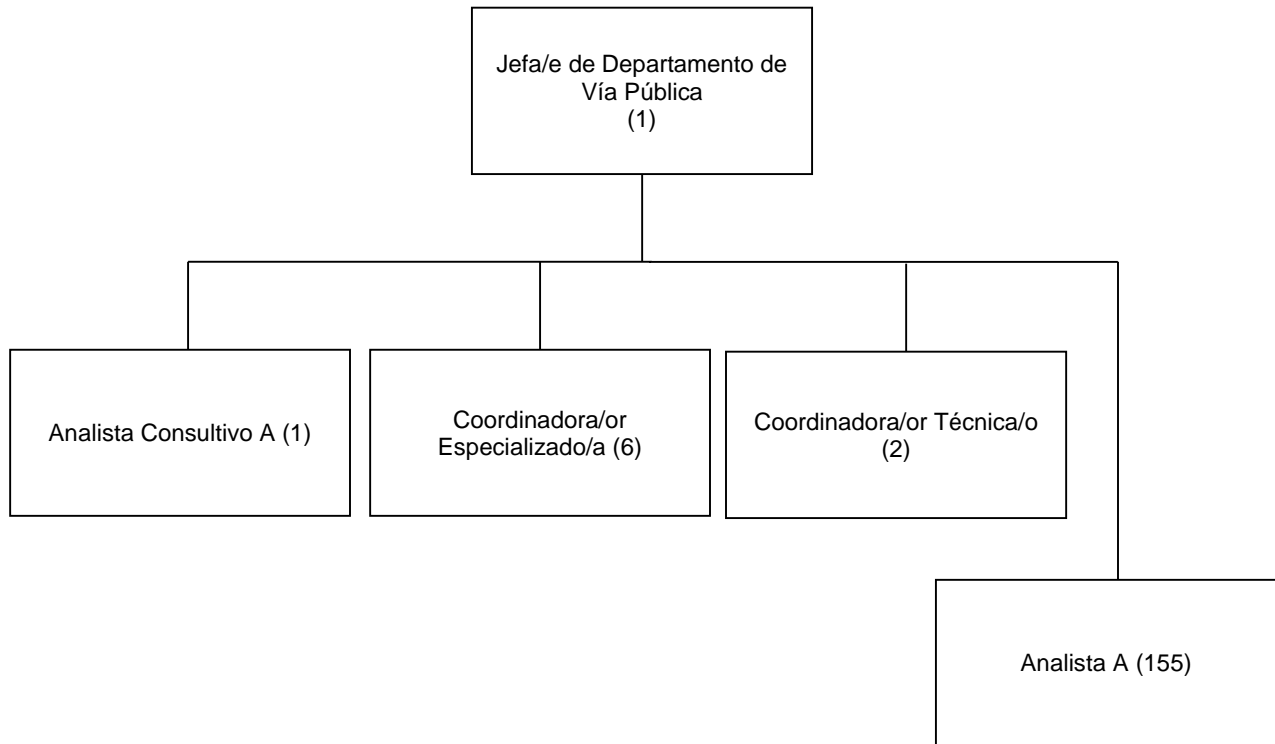 Jefa/e de Departamento de
Vía Pública
(1)
Analista Consultivo A (1)
Coordinadora/or
Especializado/a (6)
Coordinadora/or Técnica/o
(2)
Analista A (155)